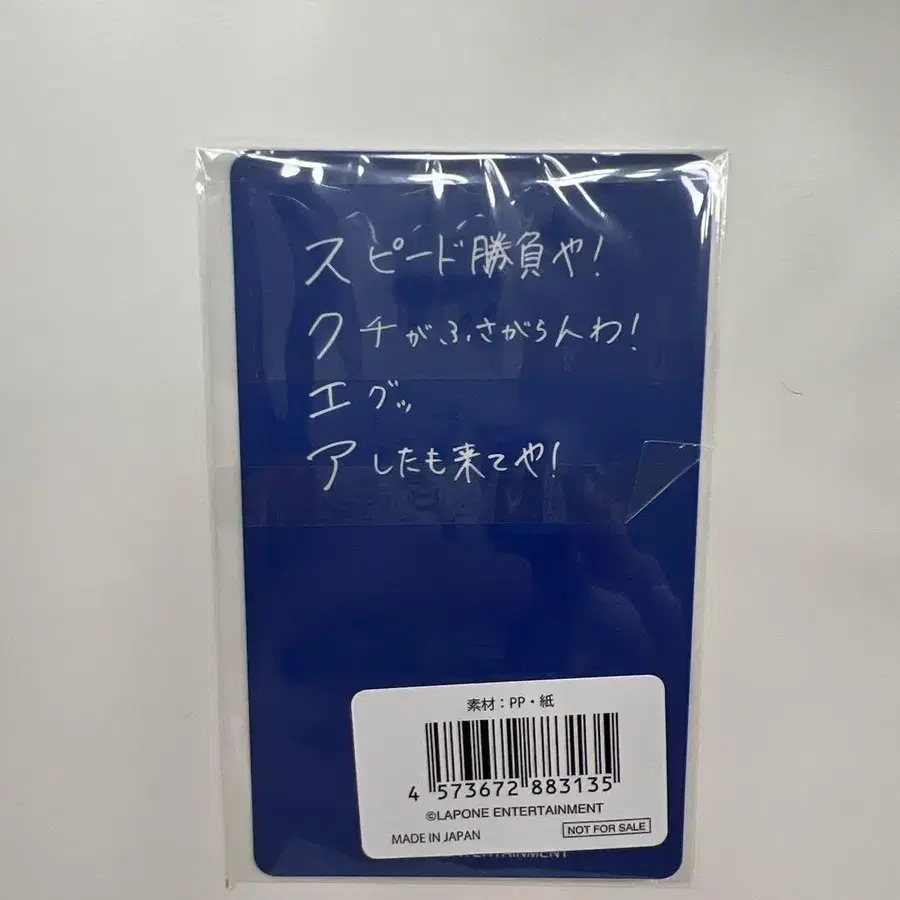 スピード勝負や!
クチがふさがらんわ!
エグッ
アしたも来てや!
素材:PP・紙
4 573672 883135
©LAPONE ENTERTAINMENT
MADE IN JAPAN
NOT FOR SALE
ENTERTAINMENT